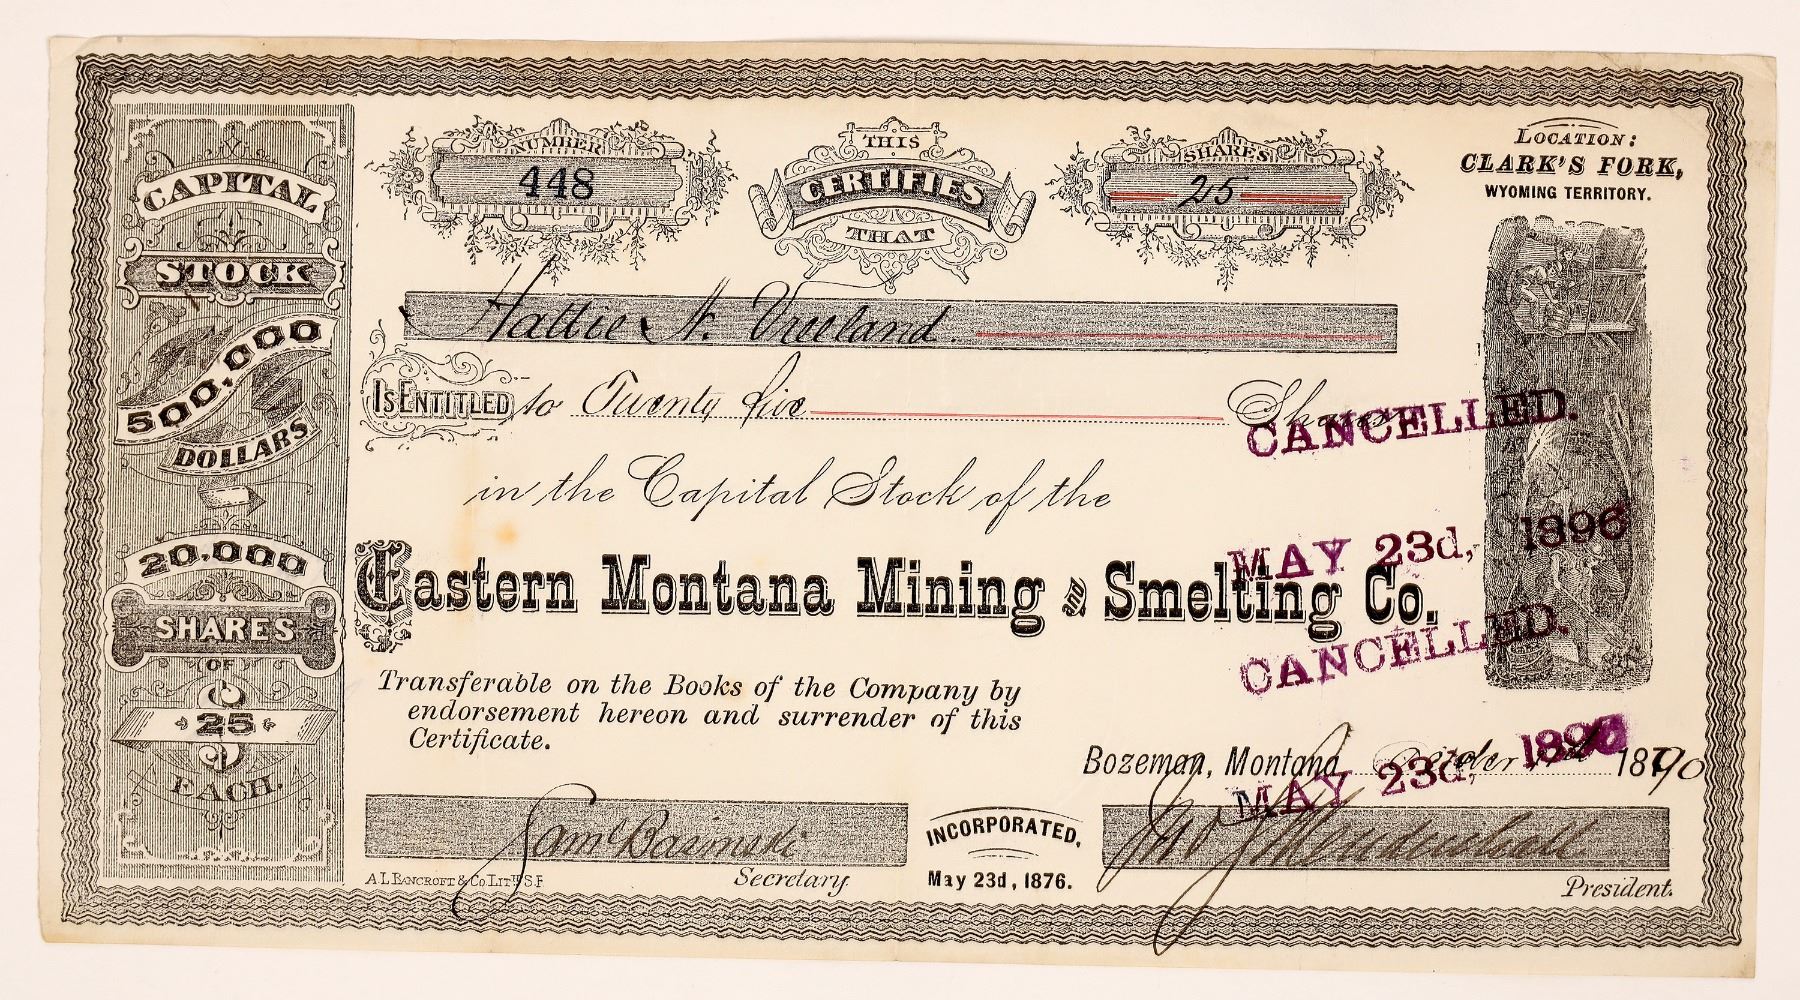 CAPITAL
STOCK
500,000
DOLLARS
20,000
SHARES
OF
25
EACH.
NUMBER
448
THIS
CERTIFIES
THAT
SHARES
25
LOCATION:
CLARK'S FORK,
WYOMING TERRITORY.
Hattie N. Vreeland
IS ENTITLED to Twenty five Shares
CANCELLED.
in the Capital Stock of the
MAY 23d, 1896
Eastern Montana Mining and Smelting Co.
CANCELLED.
Transferable on the Books of the Company by
endorsement hereon and surrender of this
Certificate.
MAY 23d, 1896
Bozeman, Montana 1890
Sam C Basinski
Secretary
INCORPORATED,
May 23d, 1876.
Jno J Mendenhall
President.
A.L. BANCROFT & CO. LITH. S.F.